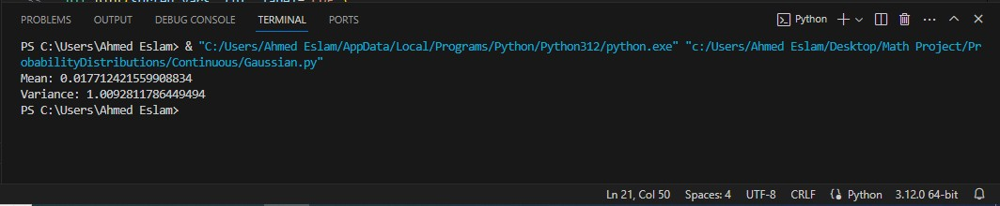 PROBLEMS OUTPUT DEBUG CONSOLE TERMINAL PORTS Python
PS C:\Users\Ahmed Eslam> & "C:/Users/Ahmed Eslam/AppData/Local/Programs/Python/Python312/python.exe" "c:/Users/Ahmed Eslam/Desktop/Math Project/Pr
obabilityDistributions/Continuous/Gaussian.py"
Mean: 0.017712421559908834
Variance: 1.0092811786449494
PS C:\Users\Ahmed Eslam>
Ln 21, Col 50 Spaces: 4 UTF-8 CRLF Python 3.12.0 64-bit